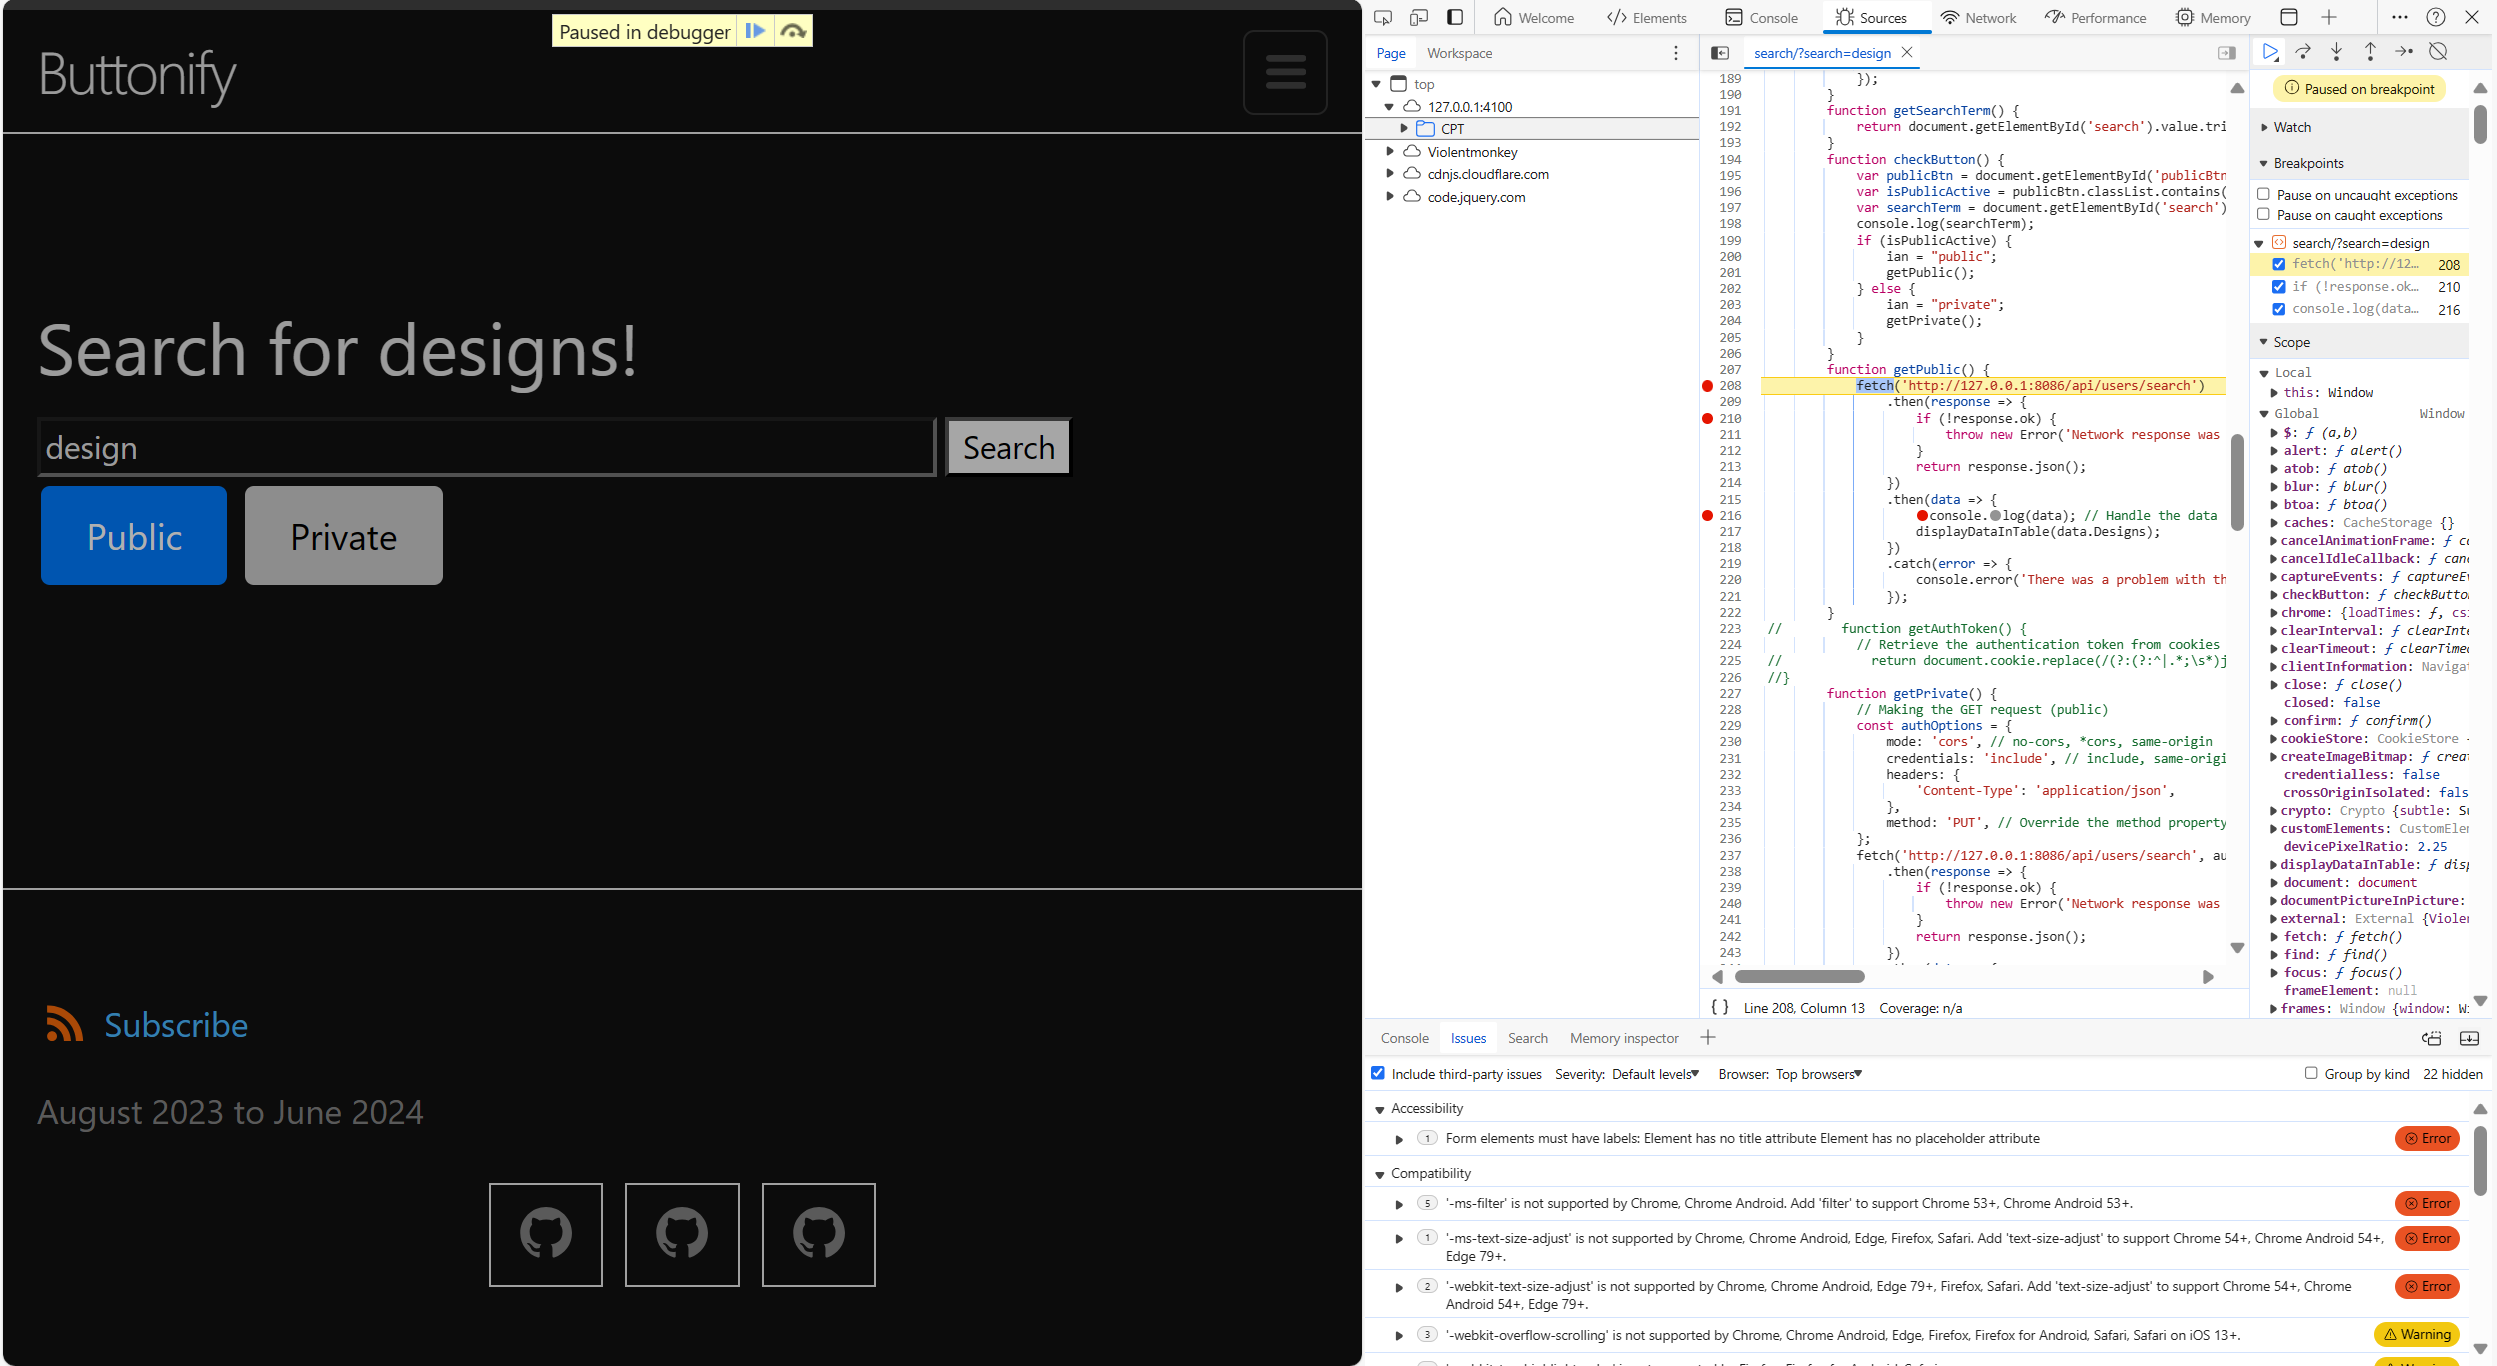 Paused in debugger
Buttonify
Search for designs!
design
Search
Public
Private
Subscribe
August 2023 to June 2024
Welcome
Elements
Console
Sources
Network
Performance
Memory
Page
Workspace
top
127.0.0.1:4100
CPT
Violentmonkey
cdnjs.cloudflare.com
code.jquery.com
search/?search=design
189 });
190 }
191 function getSearchTerm() {
192 return document.getElementById('search').value.tri
193 }
194 function checkButton() {
195 var publicBtn = document.getElementById('publicBtn
196 var isPublicActive = publicBtn.classList.contains(
197 var searchTerm = document.getElementById('search')
198 console.log(searchTerm);
199 if (isPublicActive) {
200 ian = "public";
201 getPublic();
202 } else {
203 ian = "private";
204 getPrivate();
205 }
206 }
207 function getPublic() {
208 fetch('http://127.0.0.1:8086/api/users/search')
209 .then(response => {
210 if (!response.ok) {
211 throw new Error('Network response was
212 }
213 return response.json();
214 })
215 .then(data => {
216 console.log(data); // Handle the data
217 displayDataInTable(data.Designs);
218 })
219 .catch(error => {
220 console.error('There was a problem with th
221 });
222 }
223 // function getAuthToken() {
224 // Retrieve the authentication token from cookies
225 // return document.cookie.replace(/(?:(?:^|.*;\s*)j
226 //}
227 function getPrivate() {
228 // Making the GET request (public)
229 const authOptions = {
230 mode: 'cors', // no-cors, *cors, same-origin
231 credentials: 'include', // include, same-origi
232 headers: {
233 'Content-Type': 'application/json',
234 },
235 method: 'PUT', // Override the method property
236 };
237 fetch('http://127.0.0.1:8086/api/users/search', au
238 .then(response => {
239 if (!response.ok) {
240 throw new Error('Network response was
241 }
242 return response.json();
243 })
{ } Line 208, Column 13 Coverage: n/a
Paused on breakpoint
Watch
Breakpoints
Pause on uncaught exceptions
Pause on caught exceptions
search/?search=design
fetch('http://12... 208
if (!response.ok... 210
console.log(data... 216
Scope
Local
this: Window
Global Window
$: ƒ (a,b)
alert: ƒ alert()
atob: ƒ atob()
blur: ƒ blur()
btoa: ƒ btoa()
caches: CacheStorage {}
cancelAnimationFrame: ƒ ca
cancelIdleCallback: ƒ canc
captureEvents: ƒ captureEv
checkButton: ƒ checkButton
chrome: {loadTimes: ƒ, csi
clearInterval: ƒ clearInte
clearTimeout: ƒ clearTimeo
clientInformation: Navigat
close: ƒ close()
closed: false
confirm: ƒ confirm()
cookieStore: CookieStore
createImageBitmap: ƒ creat
credentialless: false
crossOriginIsolated: fals
crypto: Crypto {subtle: Su
customElements: CustomElem
devicePixelRatio: 2.25
displayDataInTable: ƒ disp
document: document
documentPictureInPicture:
external: External {Violen
fetch: ƒ fetch()
find: ƒ find()
focus: ƒ focus()
frameElement: null
frames: Window {window: Wi
Console
Issues
Search
Memory inspector
Include third-party issues Severity: Default levels Browser: Top browsers Group by kind 22 hidden
Accessibility
1 Form elements must have labels: Element has no title attribute Element has no placeholder attribute Error
Compatibility
5 '-ms-filter' is not supported by Chrome, Chrome Android. Add 'filter' to support Chrome 53+, Chrome Android 53+. Error
1 '-ms-text-size-adjust' is not supported by Chrome, Chrome Android, Edge, Firefox, Safari. Add 'text-size-adjust' to support Chrome 54+, Chrome Android 54+, Error
Edge 79+.
2 '-webkit-text-size-adjust' is not supported by Chrome, Chrome Android, Edge 79+, Firefox, Safari. Add 'text-size-adjust' to support Chrome 54+, Chrome Error
Android 54+, Edge 79+.
3 '-webkit-overflow-scrolling' is not supported by Chrome, Chrome Android, Edge, Firefox, Firefox for Android, Safari, Safari on iOS 13+. Warning